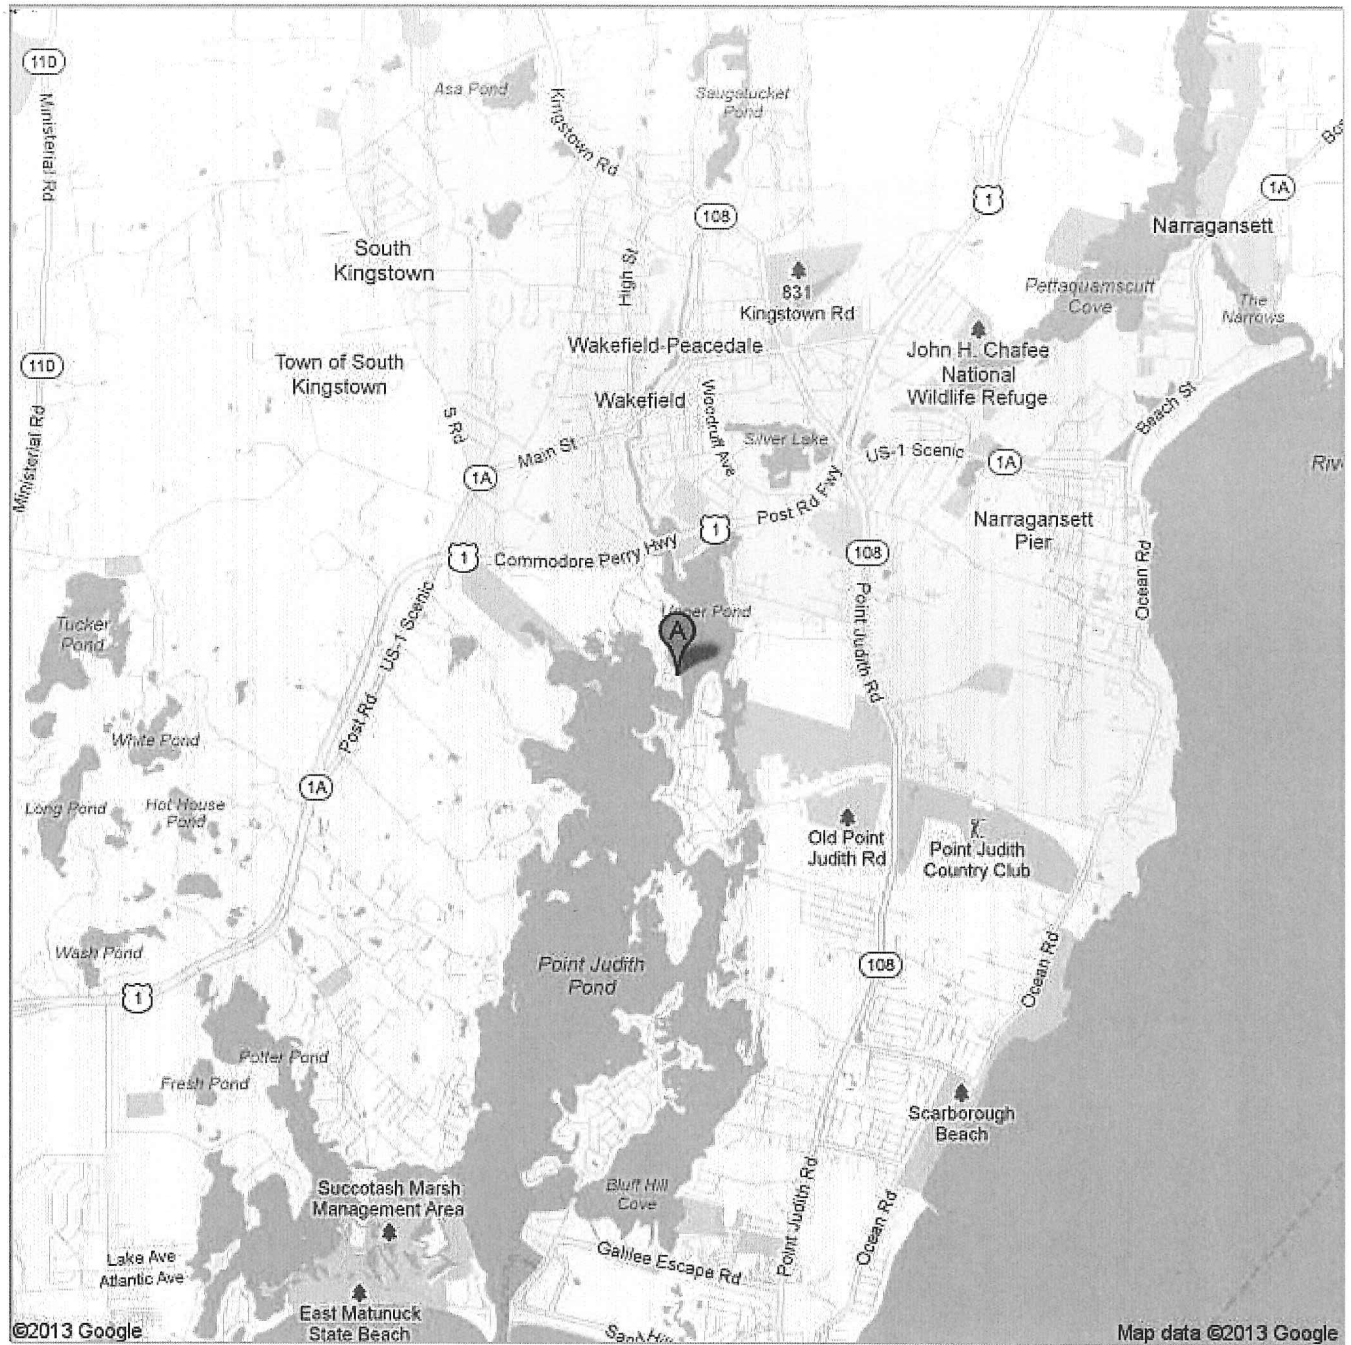 110
Ministerial Rd
Asa Pond
Kingstown Rd
Saugatucket
Pond
1
1A
108
Narragansett
South
Kingstown
High St
831
Kingstown Rd
Pettaquamscutt
Cove
The
Narrows
Wakefield-Peacedale
John H. Chafee
National
Wildlife Refuge
110
Town of South
Kingstown
Wakefield
Woodruff Ave
Beach St
Ministerial Rd
S Rd
Main St
Silver Lake
US-1 Scenic
1A
1A
Post Rd Fwy
Narragansett
Pier
1
1
Commodore Perry Hwy
108
Ocean Rd
Tucker
Pond
US-1 Scenic
Upper Pond
A
Point Judith Rd
Post Rd
White Pond
1A
Long Pond
Hot House
Pond
Old Point
Judith Rd
Point Judith
Country Club
Wash Pond
Point Judith
Pond
108
Ocean Rd
1
Potter Pond
Fresh Pond
Scarborough
Beach
Succotash Marsh
Management Area
Bluff Hill
Cove
Point Judith Rd
Ocean Rd
Lake Ave
Atlantic Ave
Galilee Escape Rd
East Matunuck
State Beach
©2013 Google
Map data ©2013 Google